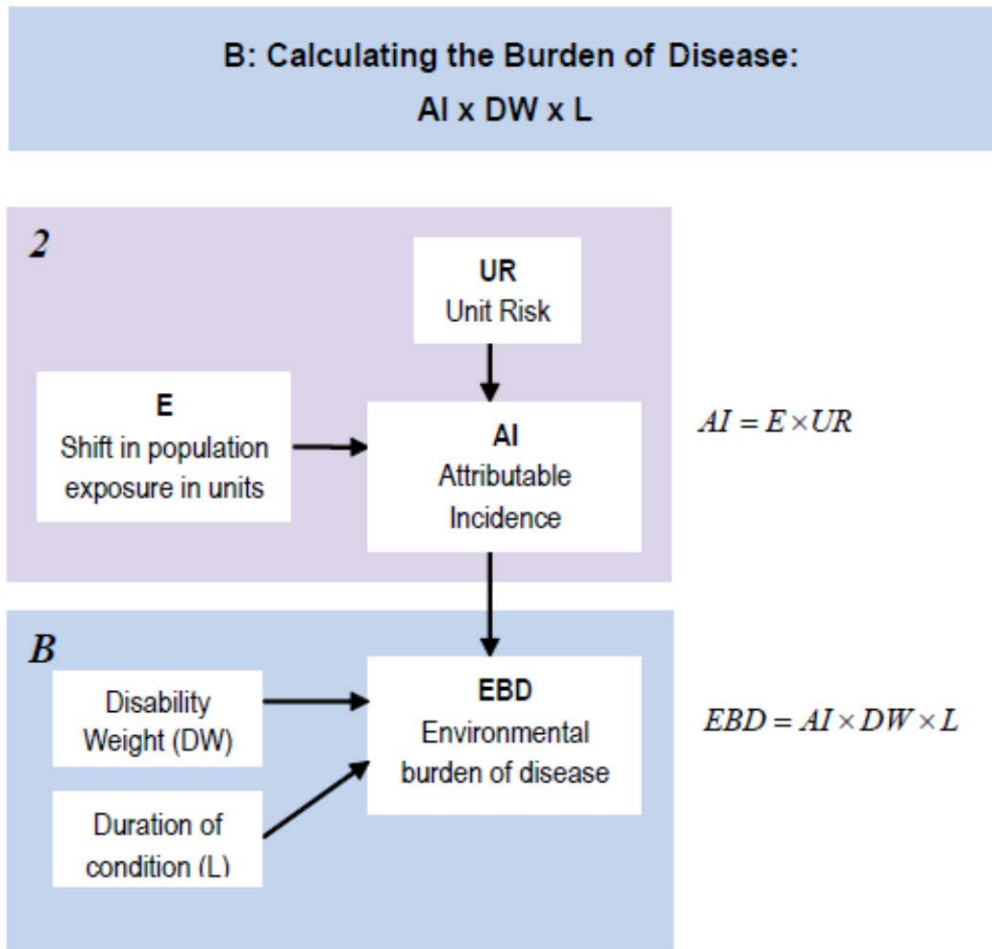 B: Calculating the Burden of Disease:
AI x DW x L
2
UR
Unit Risk
E
Shift in population
exposure in units
AI
Attributable
Incidence
AI = E × UR
B
Disability
Weight (DW)
Duration of
condition (L)
EBD
Environmental
burden of disease
EBD = AI × DW × L